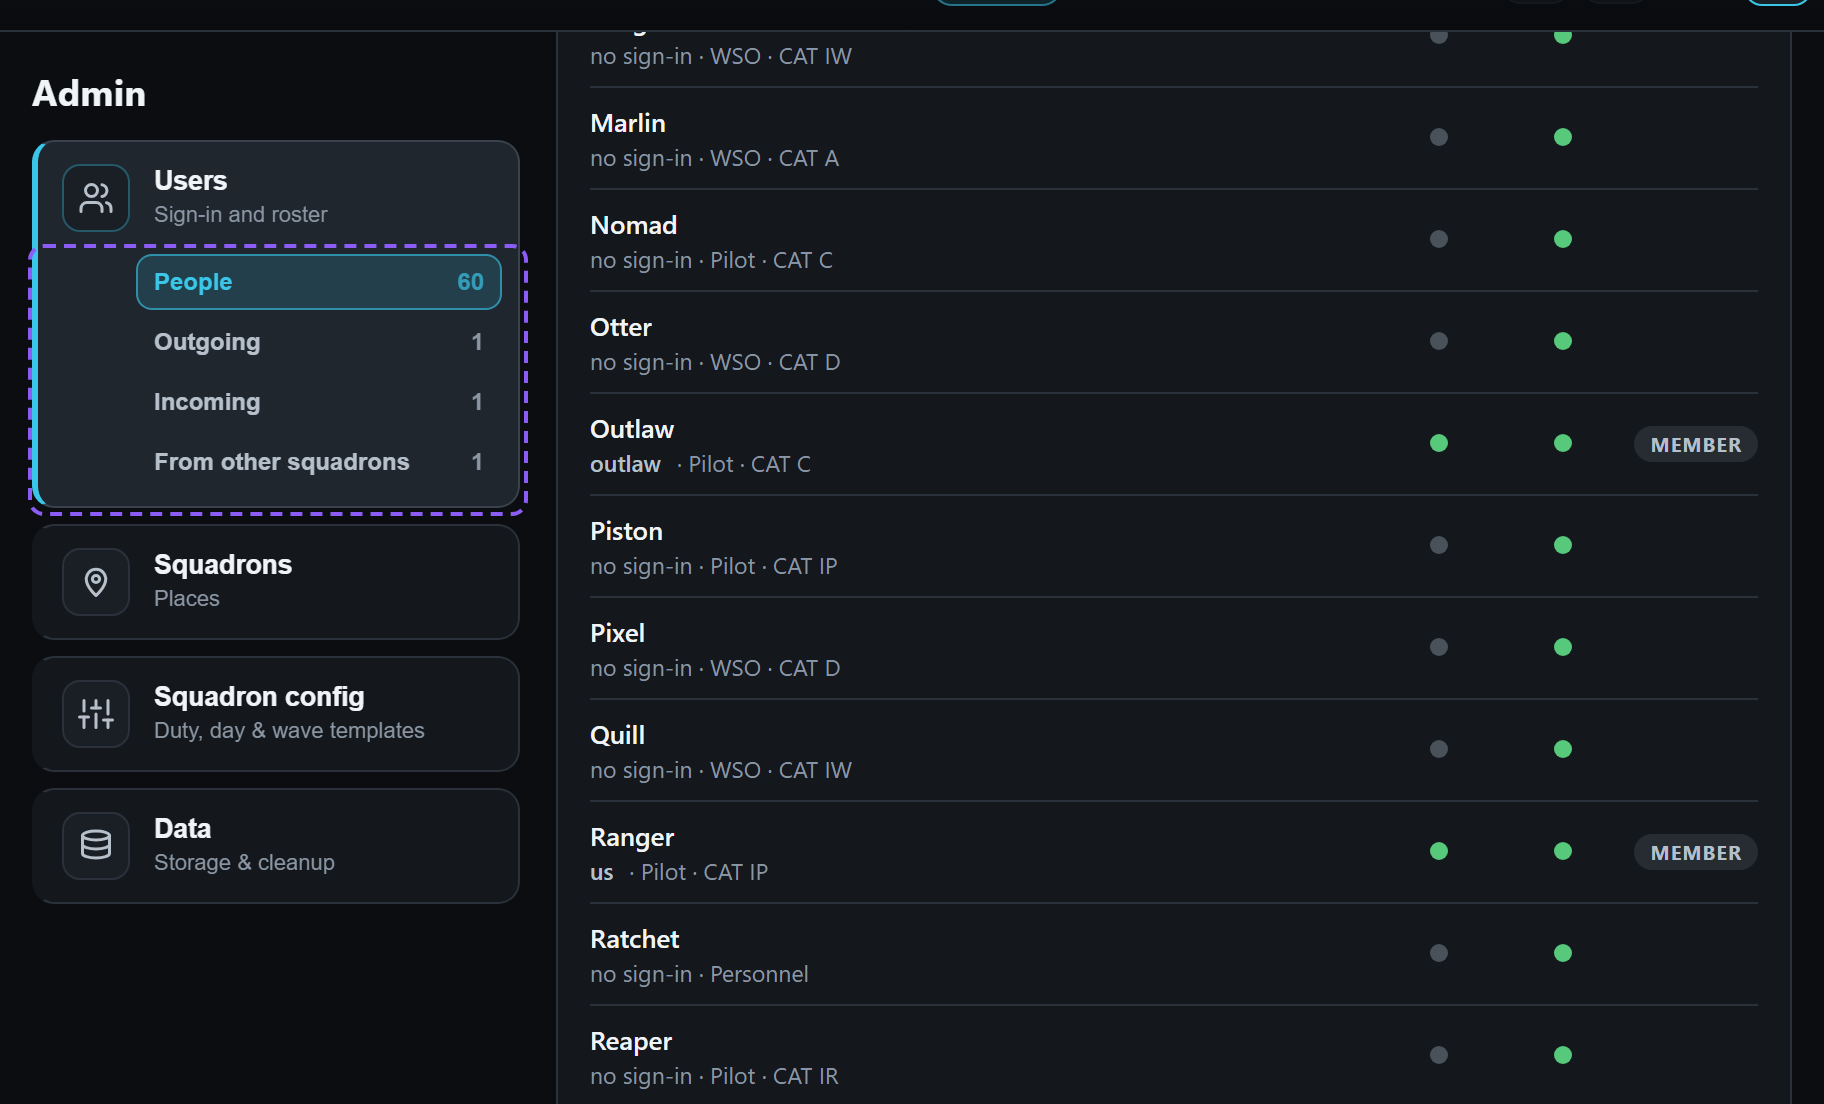 Admin
Users
Sign-in and roster
People 60
Outgoing 1
Incoming 1
From other squadrons 1
Squadrons
Places
Squadron config
Duty, day & wave templates
Data
Storage & cleanup
no sign-in · WSO · CAT IW
Marlin
no sign-in · WSO · CAT A
Nomad
no sign-in · Pilot · CAT C
Otter
no sign-in · WSO · CAT D
Outlaw
outlaw · Pilot · CAT C
MEMBER
Piston
no sign-in · Pilot · CAT IP
Pixel
no sign-in · WSO · CAT D
Quill
no sign-in · WSO · CAT IW
Ranger
us · Pilot · CAT IP
MEMBER
Ratchet
no sign-in · Personnel
Reaper
no sign-in · Pilot · CAT IR